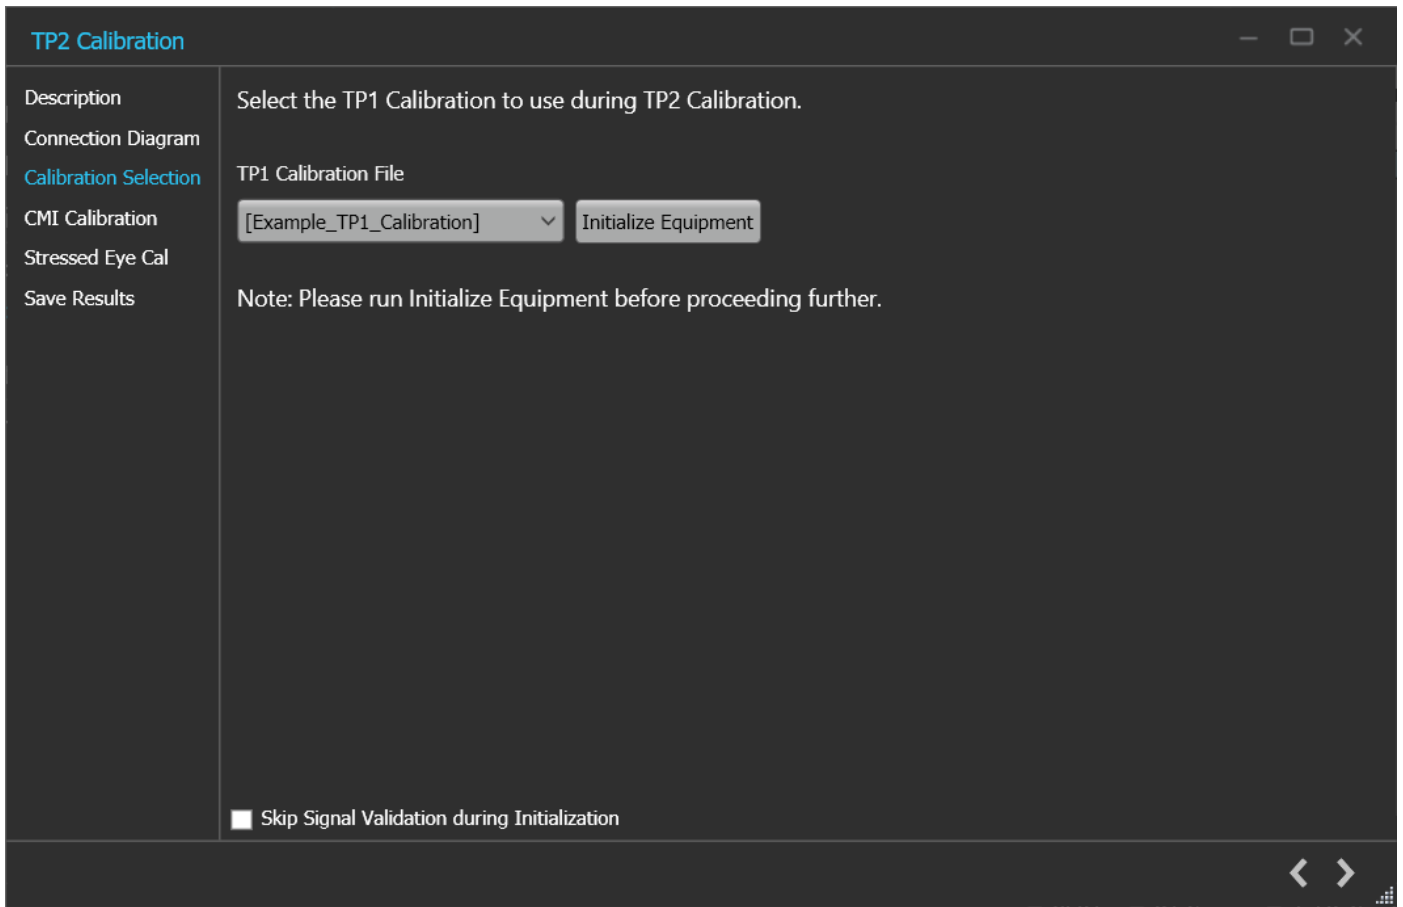 TP2 Calibration
Description
Connection Diagram
Calibration Selection
CMI Calibration
Stressed Eye Cal
Save Results
Select the TP1 Calibration to use during TP2 Calibration.
TP1 Calibration File
[Example_TP1_Calibration]
Initialize Equipment
Note: Please run Initialize Equipment before proceeding further.
Skip Signal Validation during Initialization